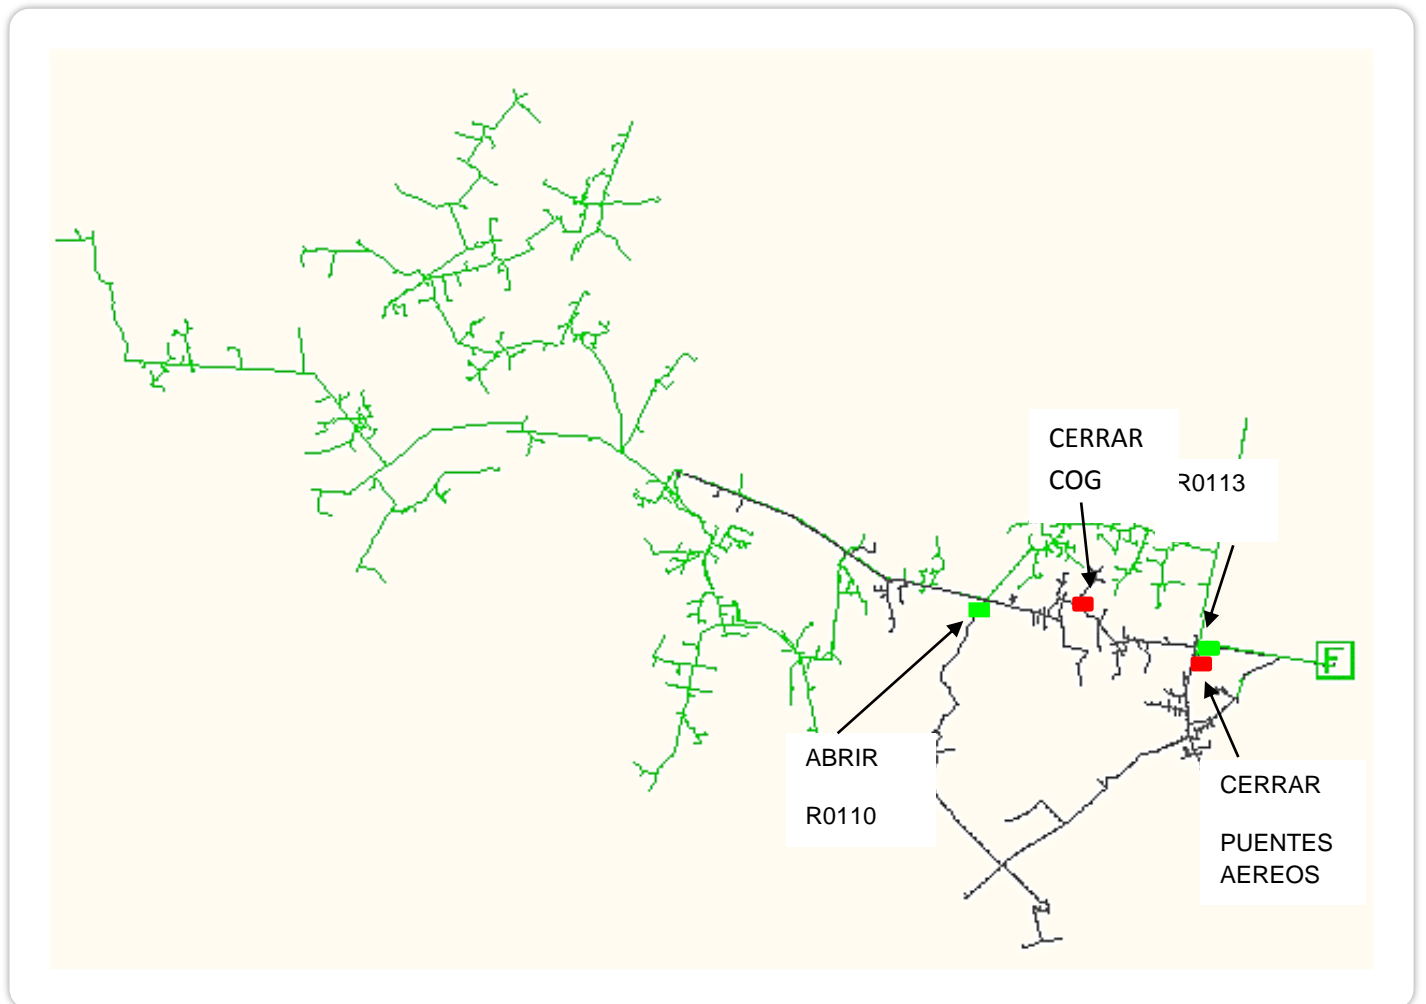 CERRAR
COG
R0113
ABRIR
R0110
CERRAR
PUENTES
AEREOS
F